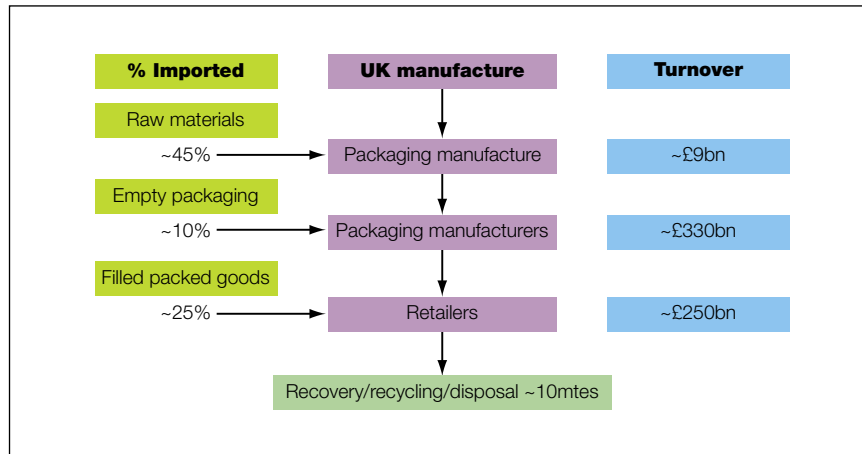 % Imported
UK manufacture
Turnover
Raw materials
~45%
Packaging manufacture
~£9bn
Empty packaging
~10%
Packaging manufacturers
~£330bn
Filled packed goods
~25%
Retailers
~£250bn
Recovery/recycling/disposal ~10mtes